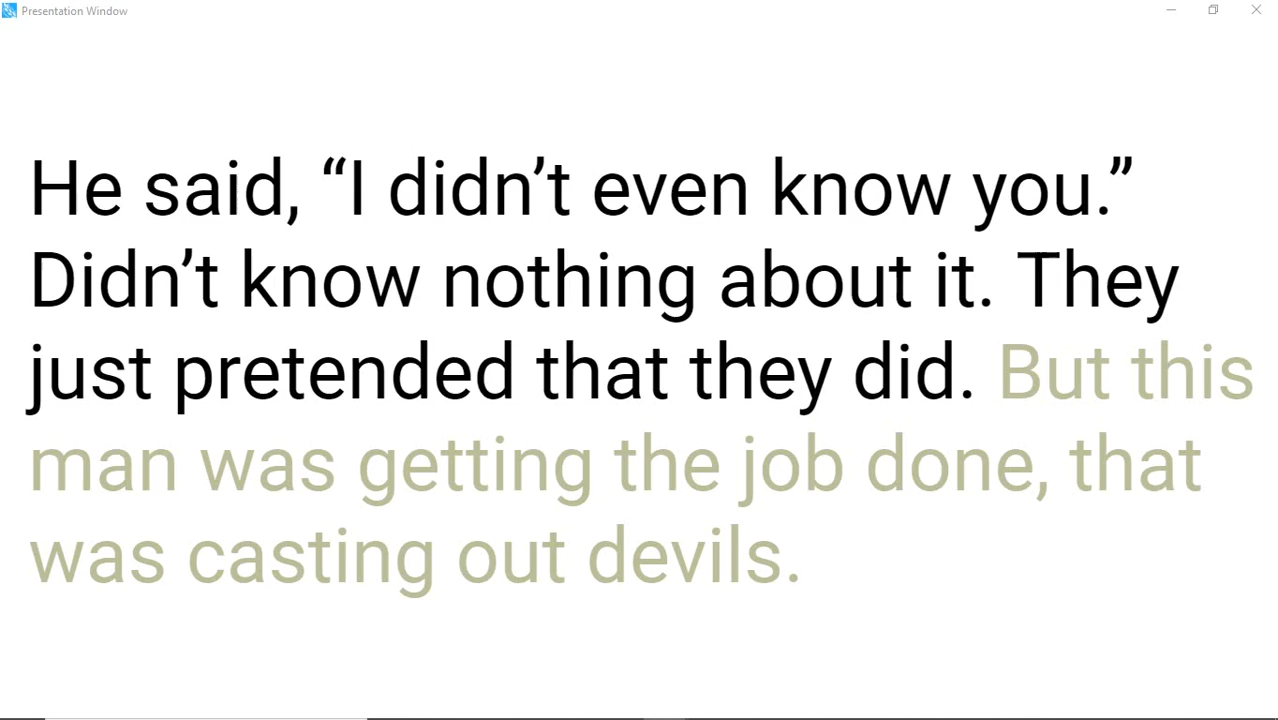 Presentation Window
He said, “I didn’t even know you.”
Didn’t know nothing about it. They
just pretended that they did. But this
man was getting the job done, that
was casting out devils.